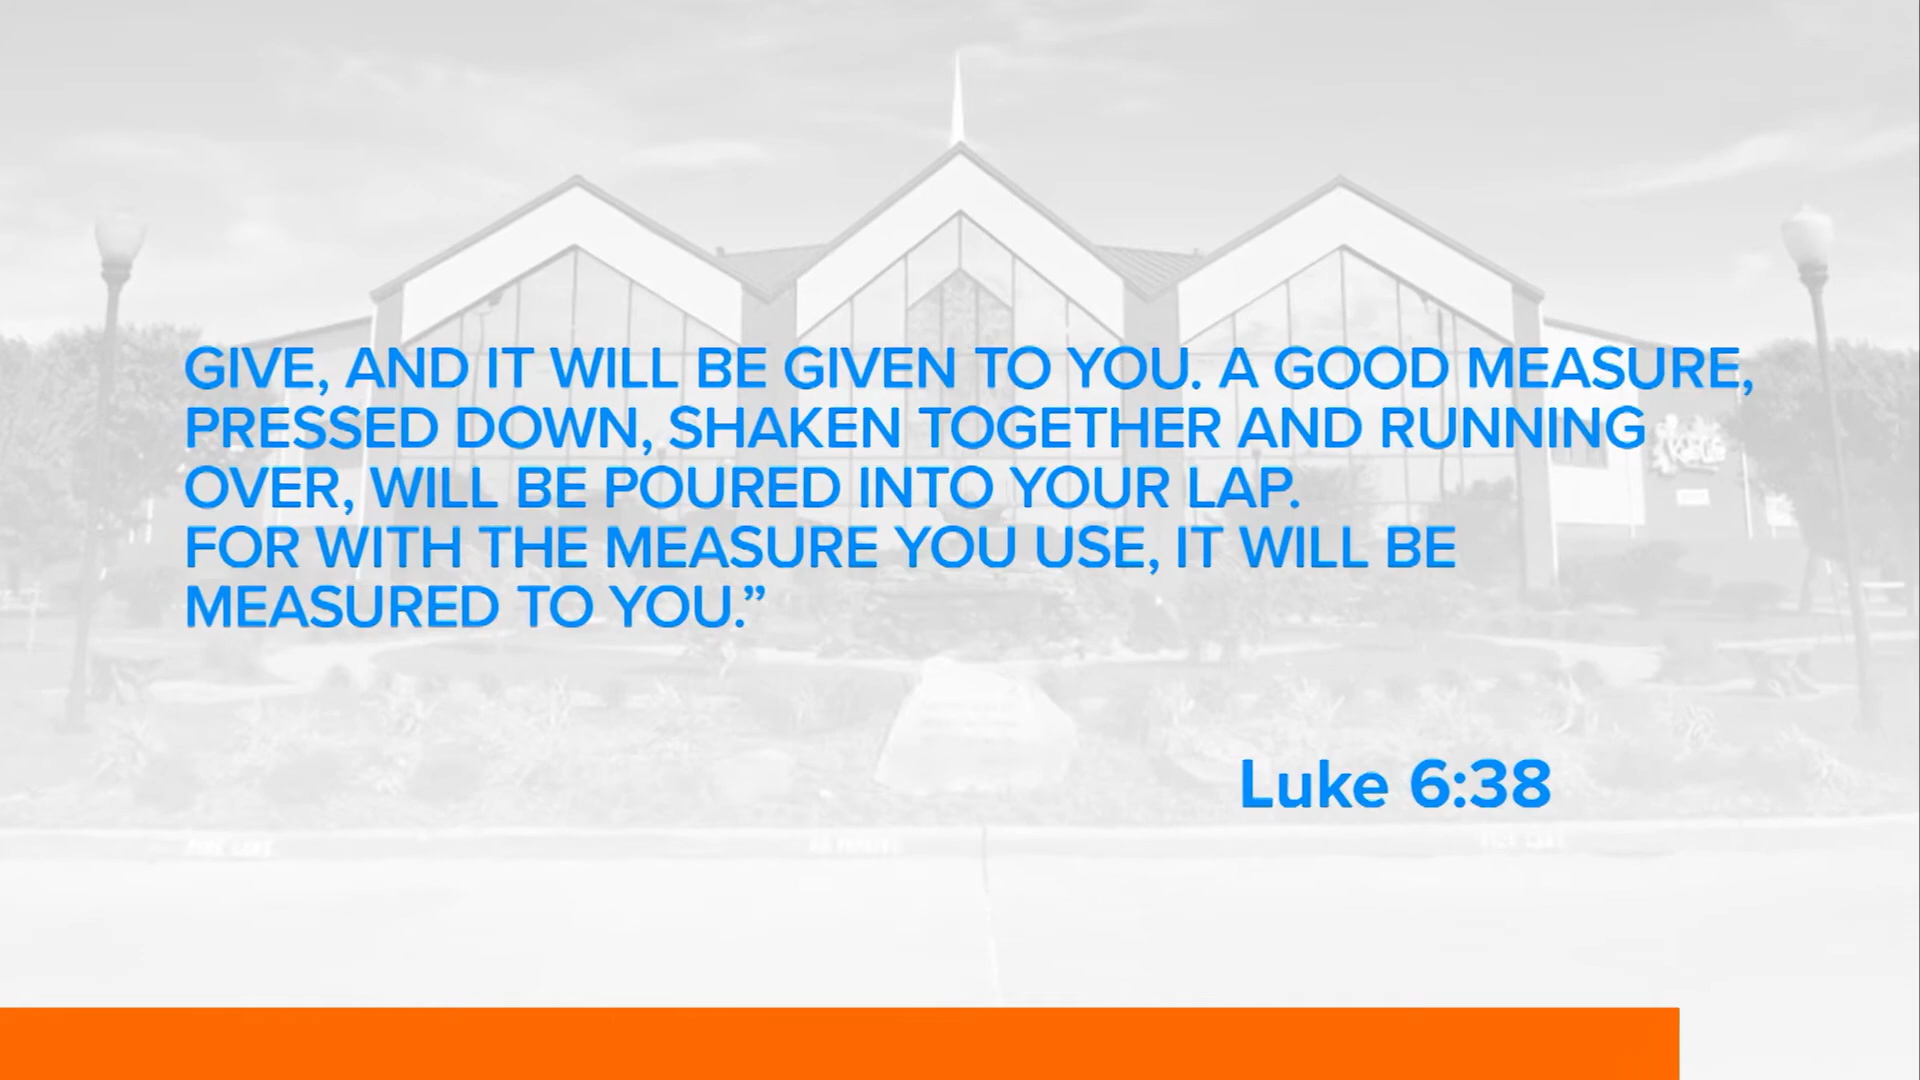 GIVE, AND IT WILL BE GIVEN TO YOU. A GOOD MEASURE,
PRESSED DOWN, SHAKEN TOGETHER AND RUNNING
OVER, WILL BE POURED INTO YOUR LAP.
FOR WITH THE MEASURE YOU USE, IT WILL BE
MEASURED TO YOU.”
Luke 6:38